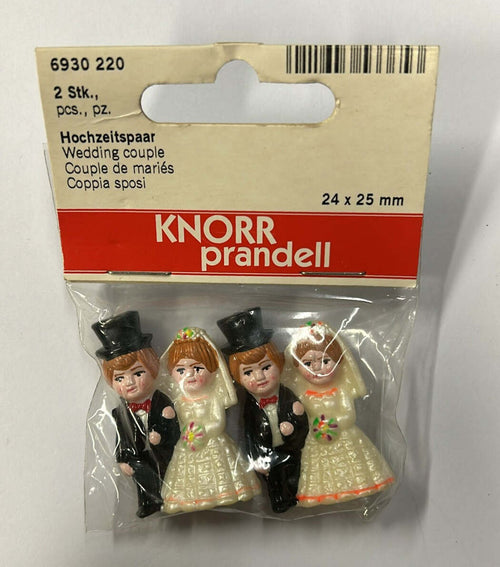 6930 220
2 Stk.,
pcs., pz.
Hochzeitspaar
Wedding couple
Couple de mariés
Coppia sposi
24 x 25 mm
KNORR
prandell